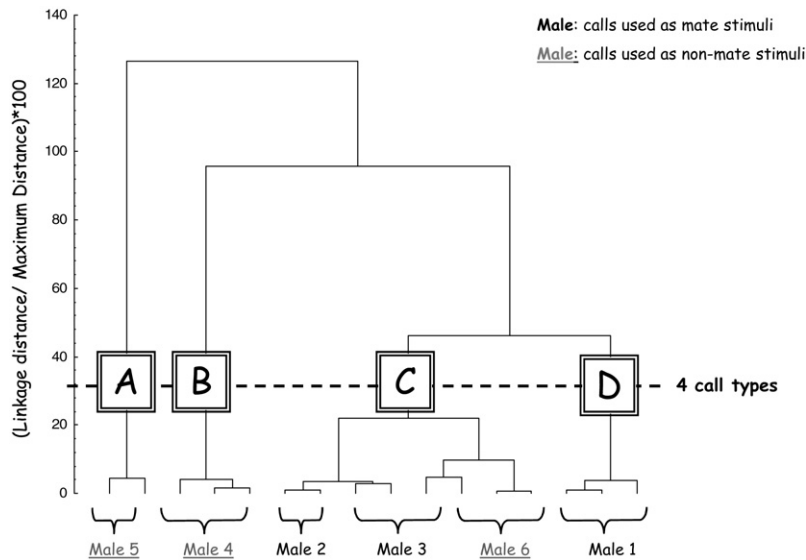 Male: calls used as mate stimuli
Male: calls used as non-mate stimuli
(Linkage distance/ Maximum Distance)*100
140
120
100
80
60
40
20
0
A
B
C
D
4 call types
Male 5
Male 4
Male 2
Male 3
Male 6
Male 1